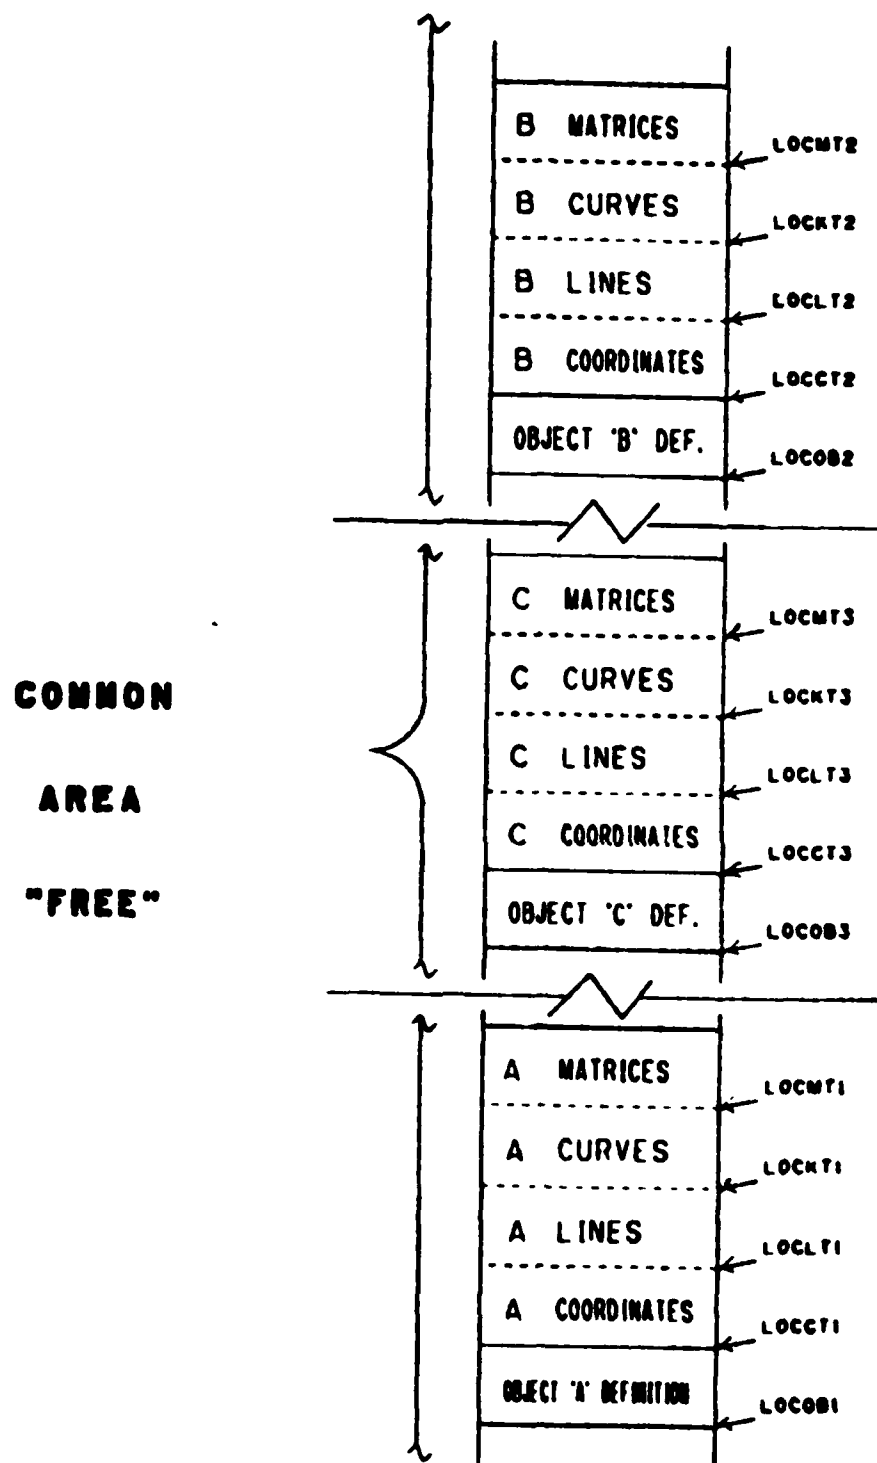 B MATRICES
LOCMT2
B CURVES
LOCKT2
B LINES
LOCLT2
B COORDINATES
LOCCT2
OBJECT 'B' DEF.
LOCOB2
C MATRICES
LOCMT3
C CURVES
LOCKT3
C LINES
LOCLT3
C COORDINATES
LOCCT3
OBJECT 'C' DEF.
LOCOB3
COMMON
AREA
"FREE"
A MATRICES
LOCMT1
A CURVES
LOCKT1
A LINES
LOCLT1
A COORDINATES
LOCCT1
OBJECT 'A' DEFINITION
LOCOB1